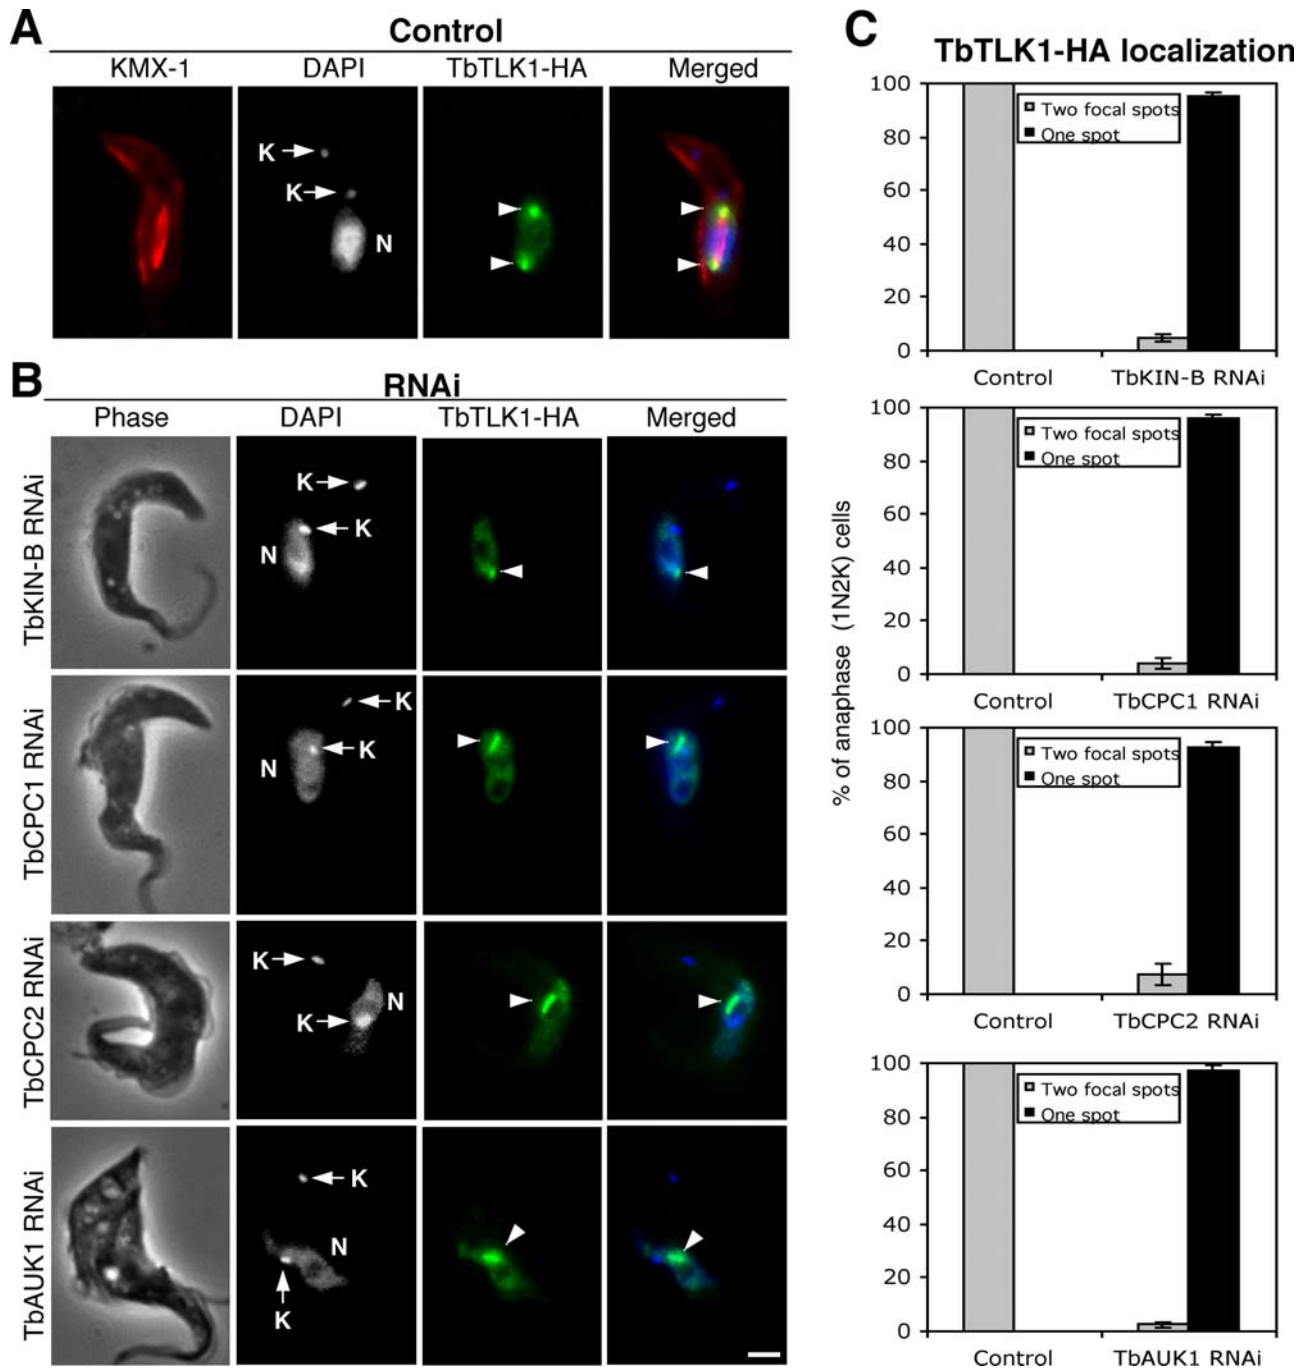 A
Control
KMX-1 DAPI TbTLK1-HA Merged
K
K
N
B
RNAi
Phase DAPI TbTLK1-HA Merged
TbKIN-B RNAi
K
K
N
TbCPC1 RNAi
K
K
N
TbCPC2 RNAi
K
N
K
TbAUK1 RNAi
K
N
K
C
TbTLK1-HA localization
% of anaphase (1N2K) cells
100
80
60
40
20
0
Two focal spots
One spot
Control TbKIN-B RNAi
100
80
60
40
20
0
Two focal spots
One spot
Control TbCPC1 RNAi
100
80
60
40
20
0
Two focal spots
One spot
Control TbCPC2 RNAi
100
80
60
40
20
0
Two focal spots
One spot
Control TbAUK1 RNAi